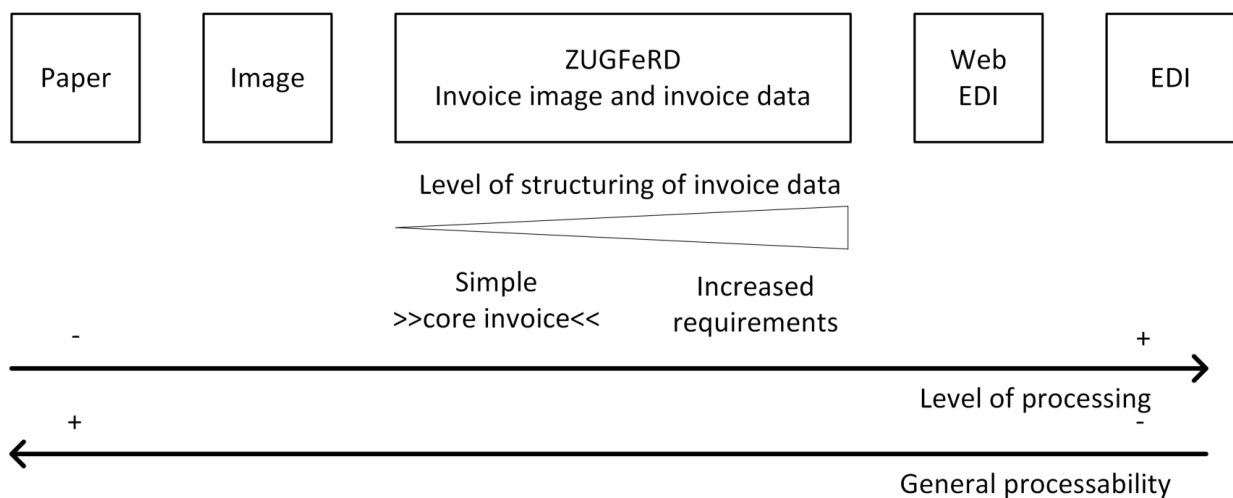 Paper
Image
ZUGFeRD
Invoice image and invoice data
Web
EDI
EDI
Level of structuring of invoice data
Simple
>>core invoice<<
Increased
requirements
-
+
Level of processing
+
-
General processability